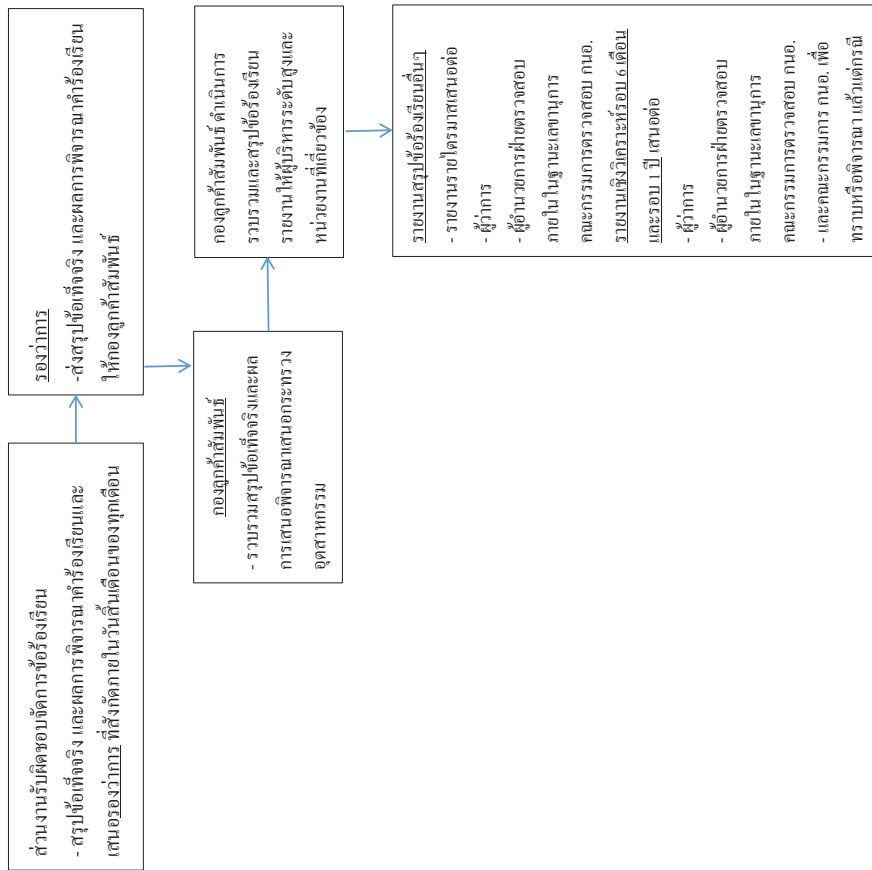 ส่วนงานรับผิดชอบจัดการข้อร้องเรียน
- สรุปข้อเท็จจริง และผลการพิจารณาคำร้องเรียนและ
เสนอรองว่าการ ที่สังกัดภายในวันสิ้นเดือนของทุกเดือน
รองว่าการ
-ส่งสรุปข้อเท็จจริง และผลการพิจารณาคำร้องเรียน
ให้กองลูกค้าสัมพันธ์
กองลูกค้าสัมพันธ์
- รวบรวมสรุปข้อเท็จจริงและผล
การเสนอพิจารณาเสนอกระทรวง
อุตสาหกรรม
กองลูกค้าสัมพันธ์ ดำเนินการ
รวบรวมและสรุปข้อร้องเรียน
รายงานให้ผู้บริหารระดับสูงและ
หน่วยงานที่เกี่ยวข้อง
รายงานสรุปข้อร้องเรียนอื่นๆ
- รายงานรายไตรมาสเสนอต่อ
- ผู้ว่าการ
- ผู้อำนวยการฝ่ายตรวจสอบ
ภายในในฐานะเลขานุการ
คณะกรรมการตรวจสอบ กนอ.
รายงานเชิงวิเคราะห์รอบ 6 เดือน
และรอบ 1 ปี เสนอต่อ
- ผู้ว่าการ
- ผู้อำนวยการฝ่ายตรวจสอบ
ภายในในฐานะเลขานุการ
คณะกรรมการตรวจสอบ กนอ.
- และคณะกรรมการ กนอ. เพื่อ
ทราบหรือพิจารณา แล้วแต่กรณี